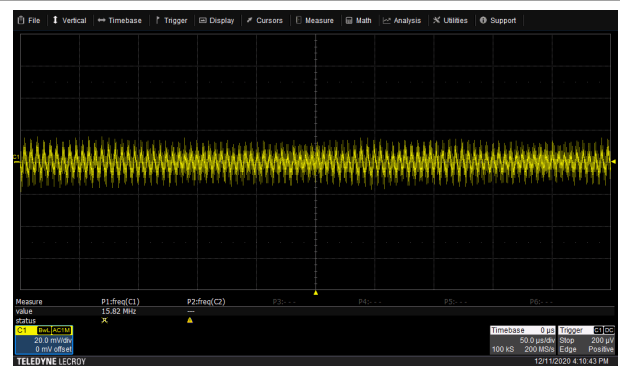 File Vertical Timebase Trigger Display Cursors Measure Math Analysis Utilities Support
C1
Measure P1:freq(C1) P2:freq(C2) P3:- - - P4:- - - P5:- - - P6:- - -
value 15.82 MHz ---
status
C1 BwL AC1M
20.0 mV/div
0 mV offset
Timebase 0 µs Trigger C1 DC
50.0 µs/div Stop 200 µV
100 kS 200 MS/s Edge Positive
TELEDYNE LECROY 12/11/2020 4:10:43 PM